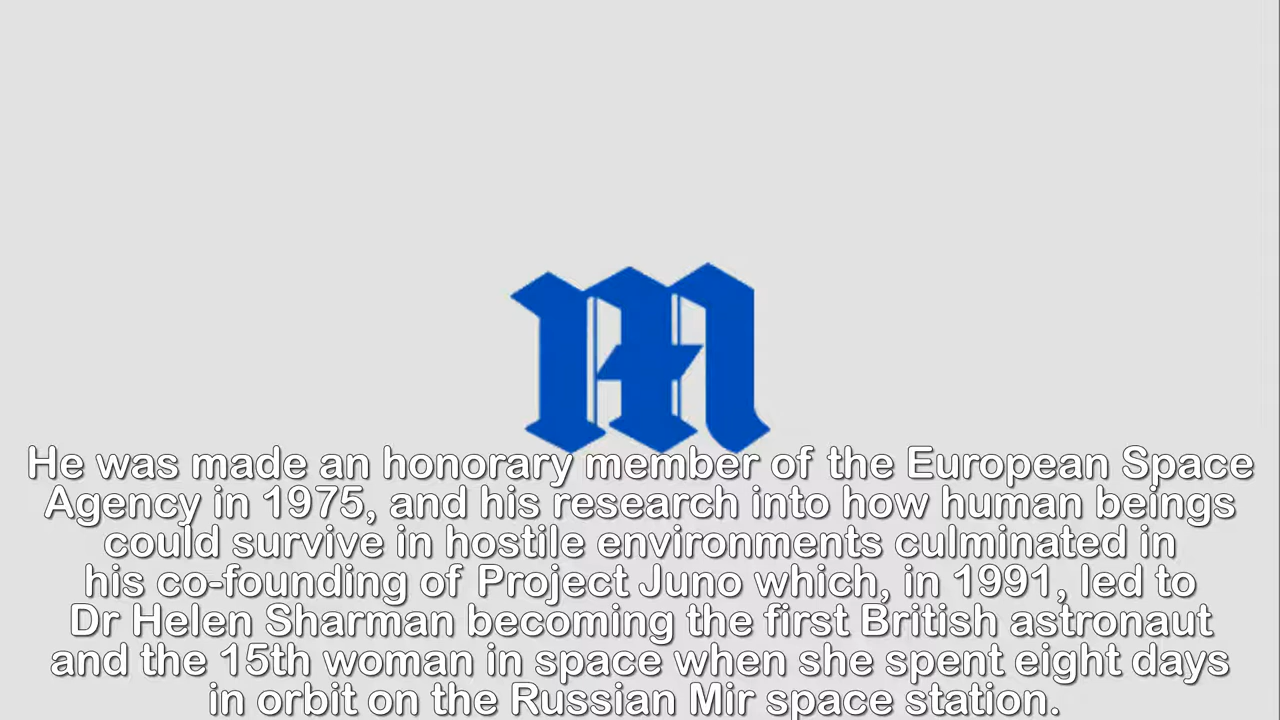 m
He was made an honorary member of the European Space
Agency in 1975, and his research into how human beings
could survive in hostile environments culminated in
his co-founding of Project Juno which, in 1991, led to
Dr Helen Sharman becoming the first British astronaut
and the 15th woman in space when she spent eight days
in orbit on the Russian Mir space station.